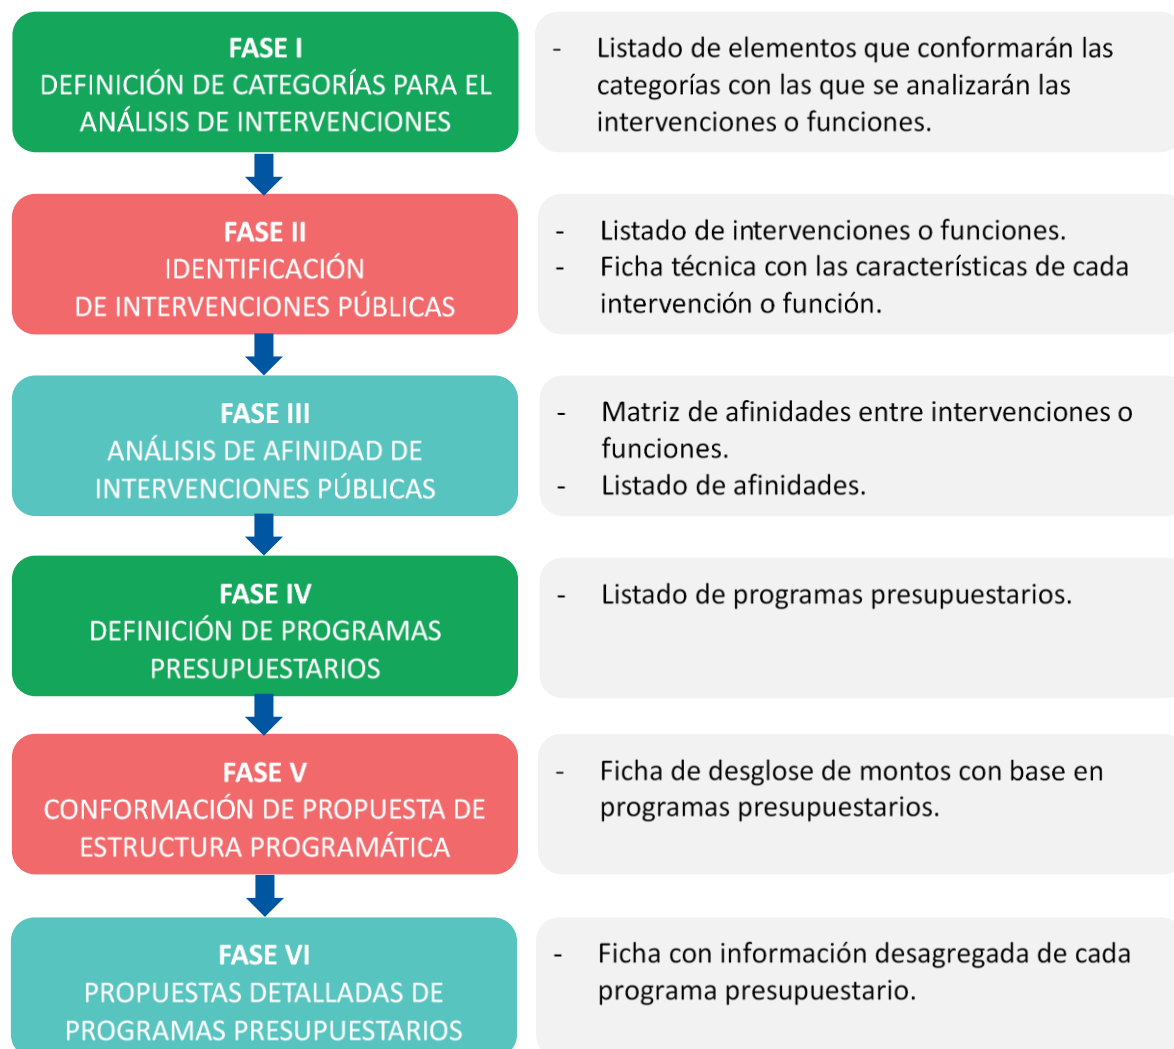 FASE I
DEFINICIÓN DE CATEGORÍAS PARA EL
ANÁLISIS DE INTERVENCIONES
- Listado de elementos que conformarán las
categorías con las que se analizarán las
intervenciones o funciones.
FASE II
IDENTIFICACIÓN
DE INTERVENCIONES PÚBLICAS
- Listado de intervenciones o funciones.
- Ficha técnica con las características de cada
intervención o función.
FASE III
ANÁLISIS DE AFINIDAD DE
INTERVENCIONES PÚBLICAS
- Matriz de afinidades entre intervenciones o
funciones.
- Listado de afinidades.
FASE IV
DEFINICIÓN DE PROGRAMAS
PRESUPUESTARIOS
- Listado de programas presupuestarios.
FASE V
CONFORMACIÓN DE PROPUESTA DE
ESTRUCTURA PROGRAMÁTICA
- Ficha de desglose de montos con base en
programas presupuestarios.
FASE VI
PROPUESTAS DETALLADAS DE
PROGRAMAS PRESUPUESTARIOS
- Ficha con información desagregada de cada
programa presupuestario.